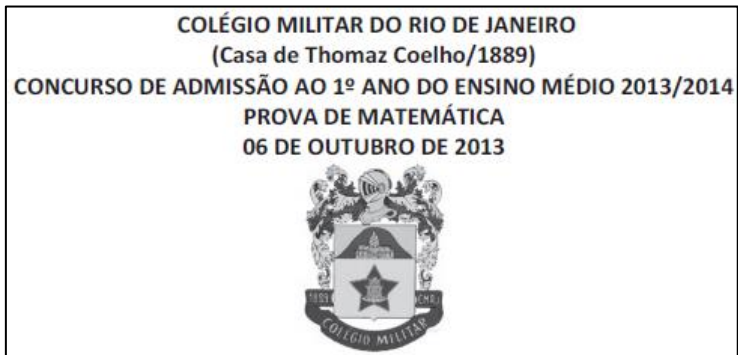 COLÉGIO MILITAR DO RIO DE JANEIRO
(Casa de Thomaz Coelho/1889)
CONCURSO DE ADMISSÃO AO 1º ANO DO ENSINO MÉDIO 2013/2014
PROVA DE MATEMÁTICA
06 DE OUTUBRO DE 2013
1889 CMRJ
COLÉGIO MILITAR